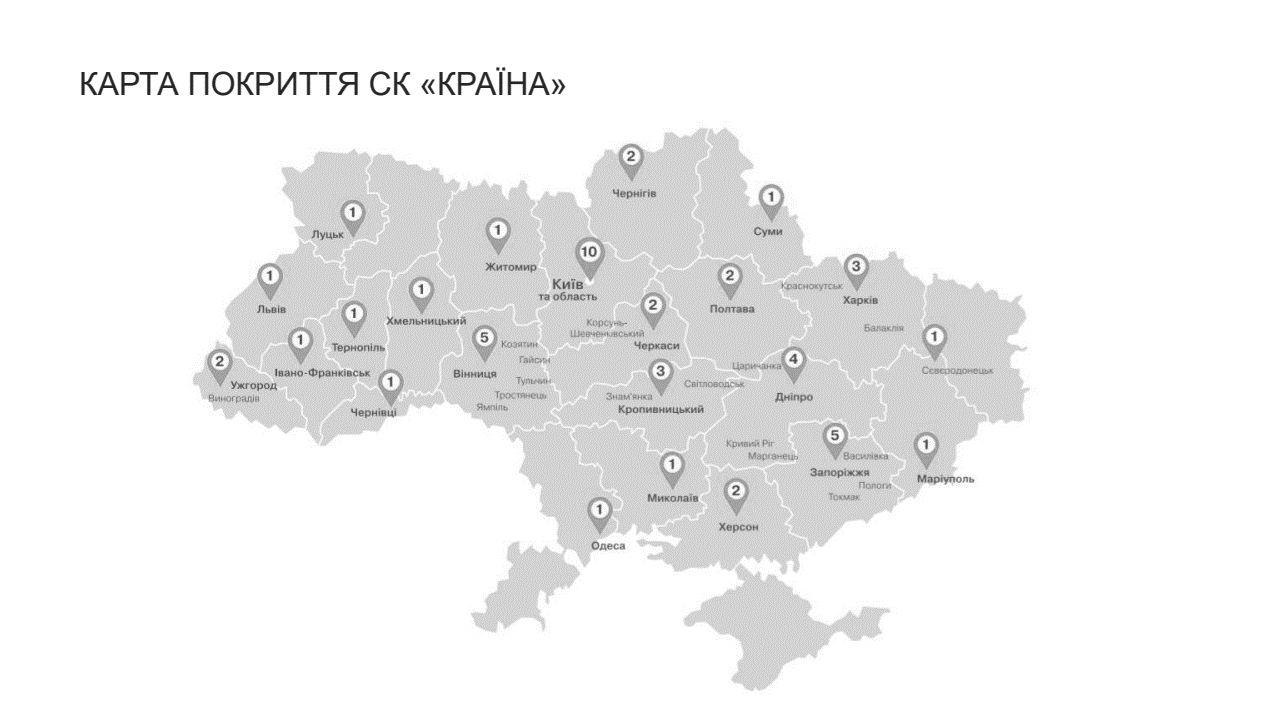 КАРТА ПОКРИТТЯ СК «КРАЇНА»
2
Чернігів
1
Суми
1
Луцьк
1
Житомир
10
Київ
та область
3
Краснокутськ
Харків
Балаклія
1
Львів
1
Хмельницький
2
Полтава
1
Тернопіль
2
Корсунь-
Шевченківський
Черкаси
1
Сєвєродонецьк
1
Івано-Франківськ
5
Козятин
Гайсин
Вінниця
Тульчин
Тростянець
Ямпіль
2
Ужгород
Виноградів
1
Чернівці
3
Світловодськ
Знам'янка
Кропивницький
4
Царичанка
Дніпро
Кривий Ріг
Марганець
5
Василівка
Запоріжжя
Пологи
Токмак
1
Маріуполь
1
Миколаїв
2
Херсон
1
Одеса